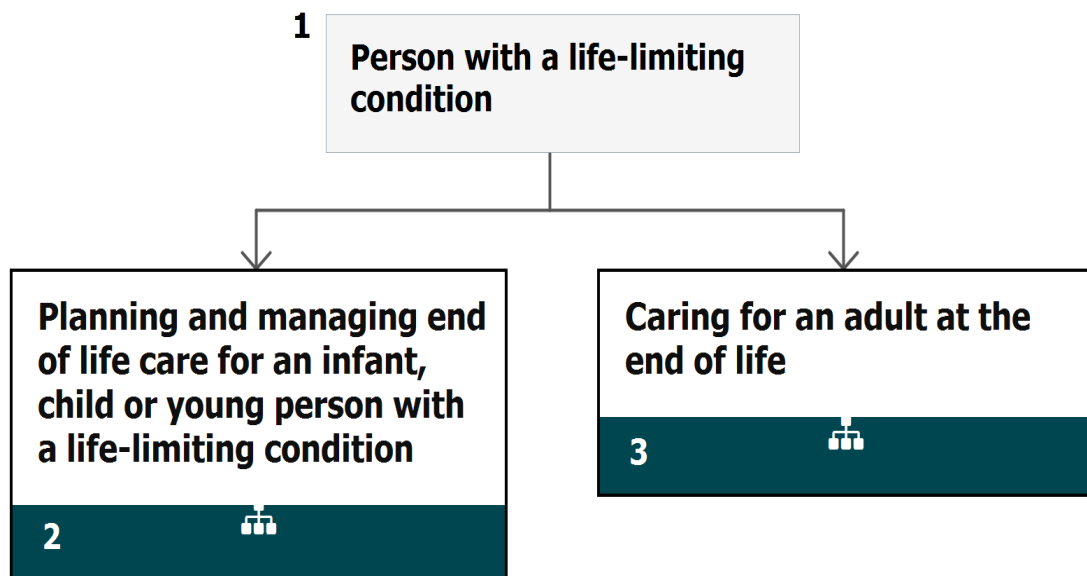 1
Person with a life-limiting
condition
Planning and managing end
of life care for an infant,
child or young person with
a life-limiting condition
2
Caring for an adult at the
end of life
3